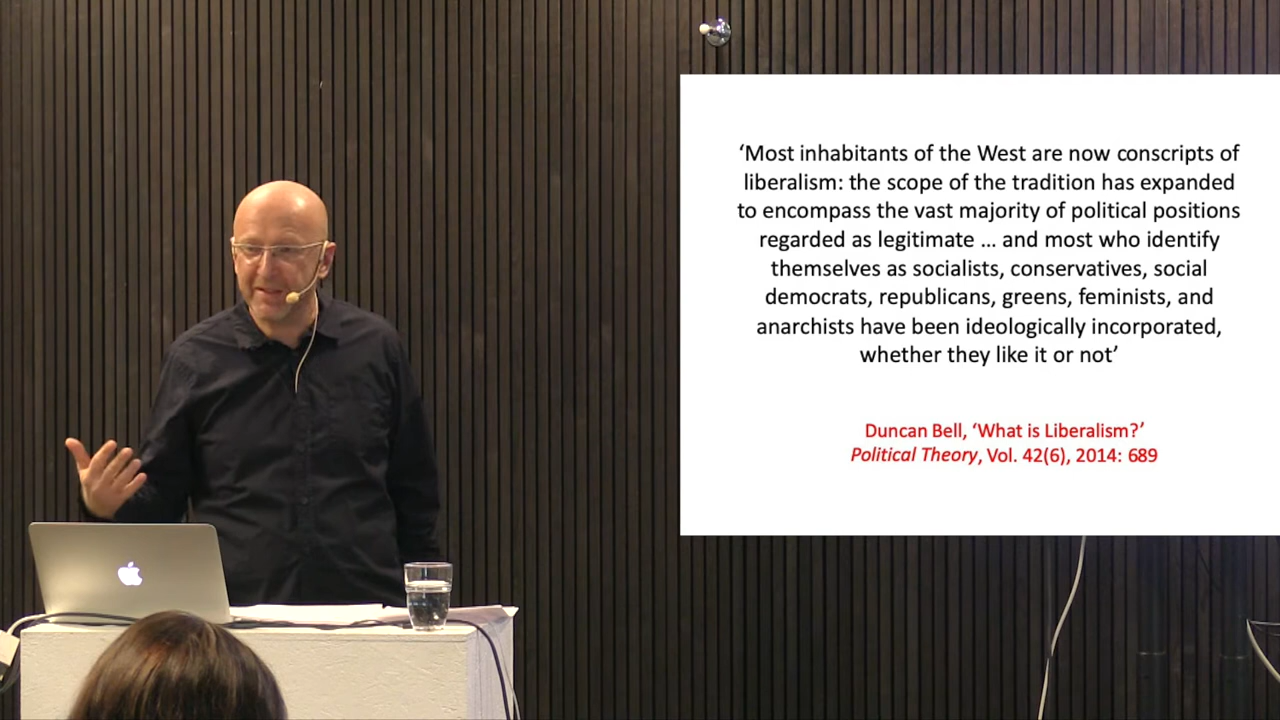 ‘Most inhabitants of the West are now conscripts of
liberalism: the scope of the tradition has expanded
to encompass the vast majority of political positions
regarded as legitimate … and most who identify
themselves as socialists, conservatives, social
democrats, republicans, greens, feminists, and
anarchists have been ideologically incorporated,
whether they like it or not’
Duncan Bell, ‘What is Liberalism?’
Political Theory, Vol. 42(6), 2014: 689